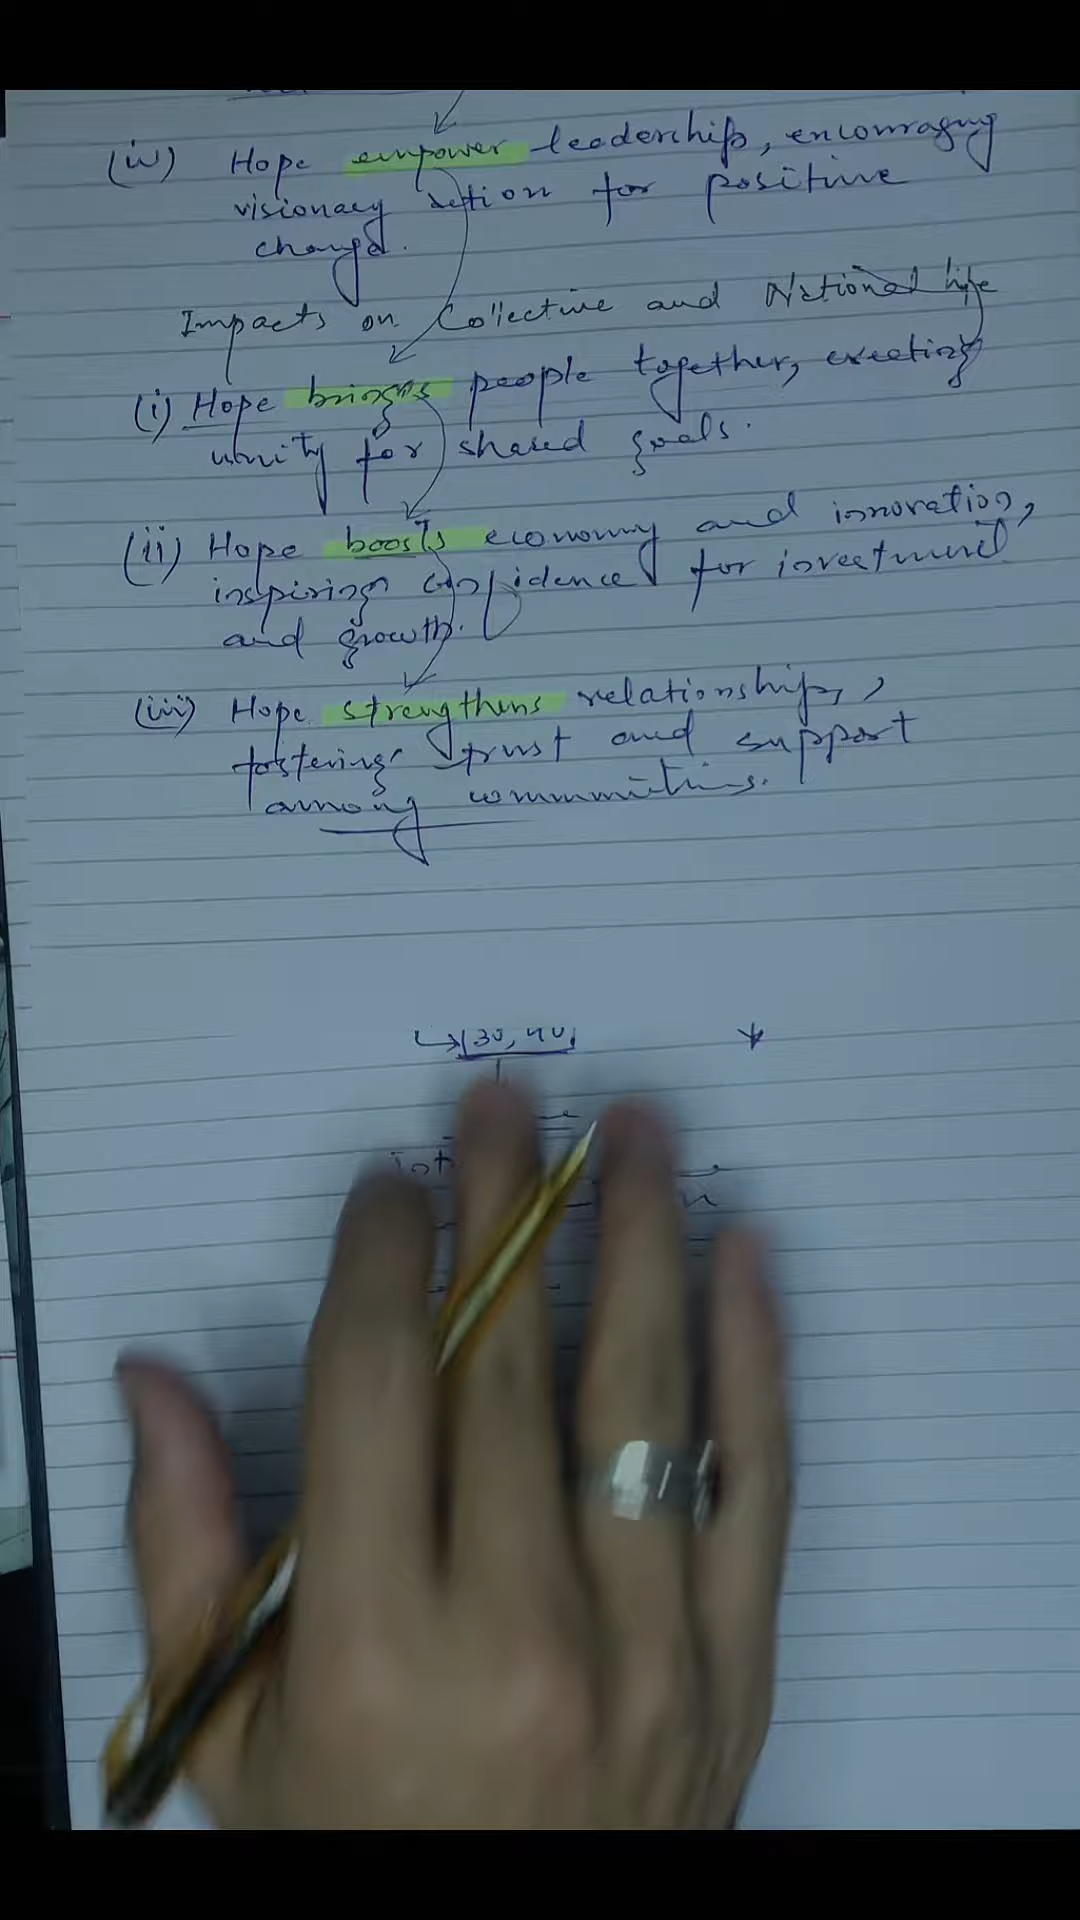 (iv) Hope empower leadership, encouraging
visionary action for positive
change.
Impacts on Collective and National life
(i) Hope brings people together, creating
unity for shared goals.
(ii) Hope boosts economy and innovation,
inspiring confidence for investment
and growth.
(iii) Hope strengthens relationships,
fostering trust and support
among communities.
30, 40